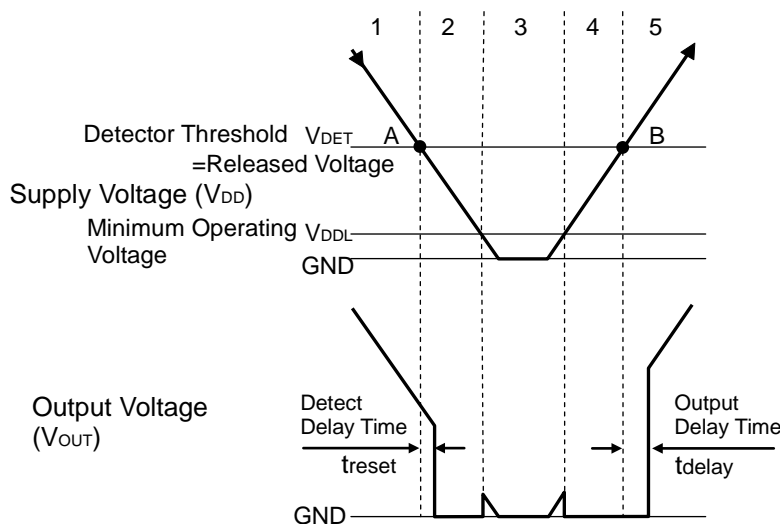 1 2 3 4 5
Detector Threshold VDET A B
=Released Voltage
Supply Voltage (VDD)
Minimum Operating VDDL
Voltage
GND
Output Voltage
(VOUT)
Detect
Delay Time
treset
Output
Delay Time
tdelay
GND